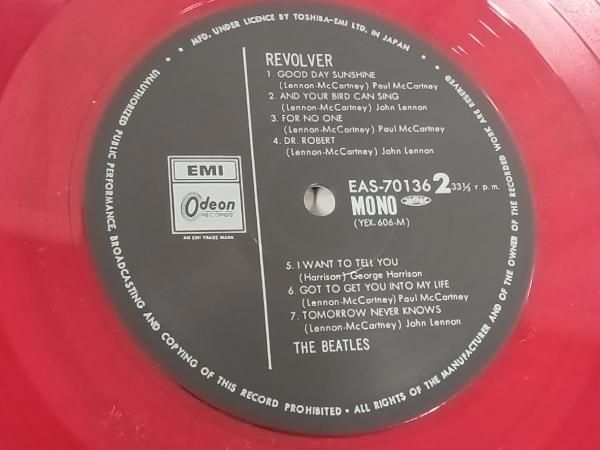 • MFD. UNDER LICENCE BY TOSHIBA-EMI LTD. IN JAPAN •
UNAUTHORIZED PUBLIC PERFORMANCE, BROADCASTING AND COPYING OF THIS RECORD PROHIBITED • ALL RIGHTS OF THE MANUFACTURER AND OF THE OWNER OF THE RECORDED WORK ARE RESERVED
REVOLVER
1. GOOD DAY SUNSHINE
(Lennon-McCartney) Paul McCartney
2. AND YOUR BIRD CAN SING
(Lennon-McCartney) John Lennon
3. FOR NO ONE
(Lennon-McCartney) Paul McCartney
4. DR. ROBERT
(Lennon-McCartney) John Lennon
EMI
Odeon
RECORDS
AN EMI TRADE MARK
EAS-70136 2 33⅓ r.p.m.
MONO
(YEX.606-M)
5. I WANT TO TELL YOU
(Harrison) George Harrison
6. GOT TO GET YOU INTO MY LIFE
(Lennon-McCartney) Paul McCartney
7. TOMORROW NEVER KNOWS
(Lennon-McCartney) John Lennon
THE BEATLES